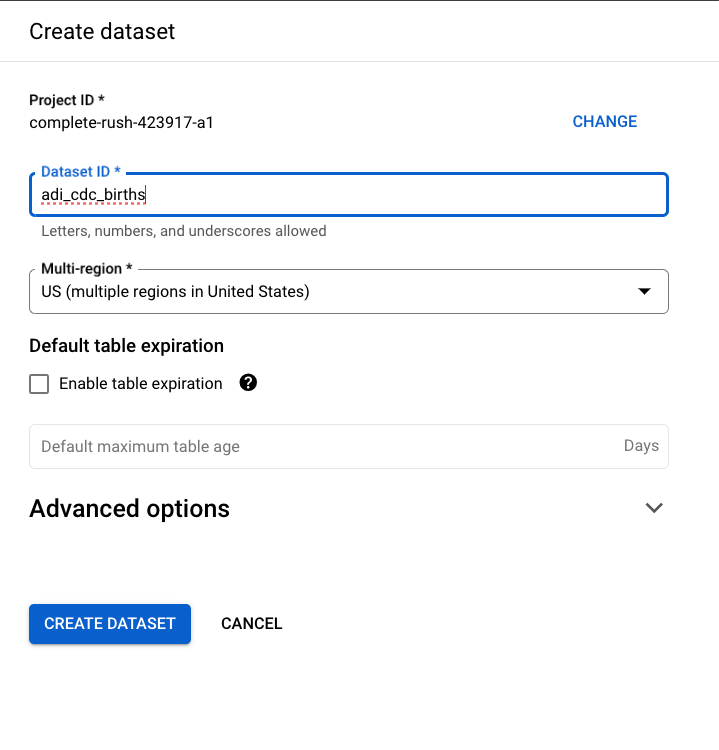 Create dataset
Project ID *
complete-rush-423917-a1
CHANGE
Dataset ID *
adi_cdc_births
Letters, numbers, and underscores allowed
Multi-region *
US (multiple regions in United States)
Default table expiration
Enable table expiration ?
Default maximum table age Days
Advanced options
CREATE DATASET CANCEL